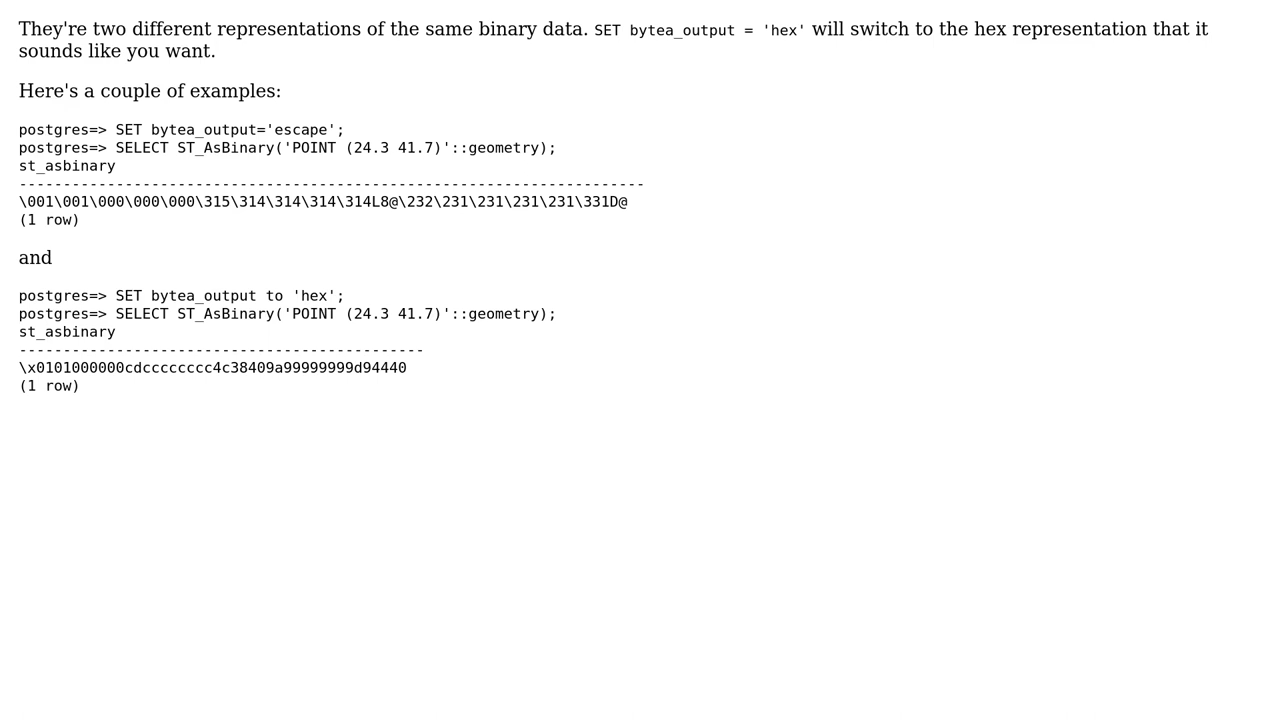 They're two different representations of the same binary data. SET bytea_output = 'hex' will switch to the hex representation that it
sounds like you want.
Here's a couple of examples:
postgres=> SET bytea_output='escape';
postgres=> SELECT ST_AsBinary('POINT (24.3 41.7)'::geometry);
st_asbinary
-----------------------------------------------------------------------
\001\001\000\000\000\315\314\314\314\314L8@\232\231\231\231\231\331D@
(1 row)
and
postgres=> SET bytea_output to 'hex';
postgres=> SELECT ST_AsBinary('POINT (24.3 41.7)'::geometry);
st_asbinary
----------------------------------------------
\x0101000000cdcccccccc4c38409a99999999d94440
(1 row)